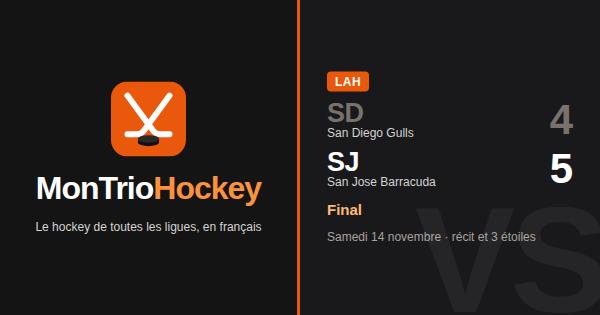 MonTrioHockey
Le hockey de toutes les ligues, en français
LAH
SD 4
San Diego Gulls
SJ 5
San Jose Barracuda
Final
Samedi 14 novembre · récit et 3 étoiles
VS